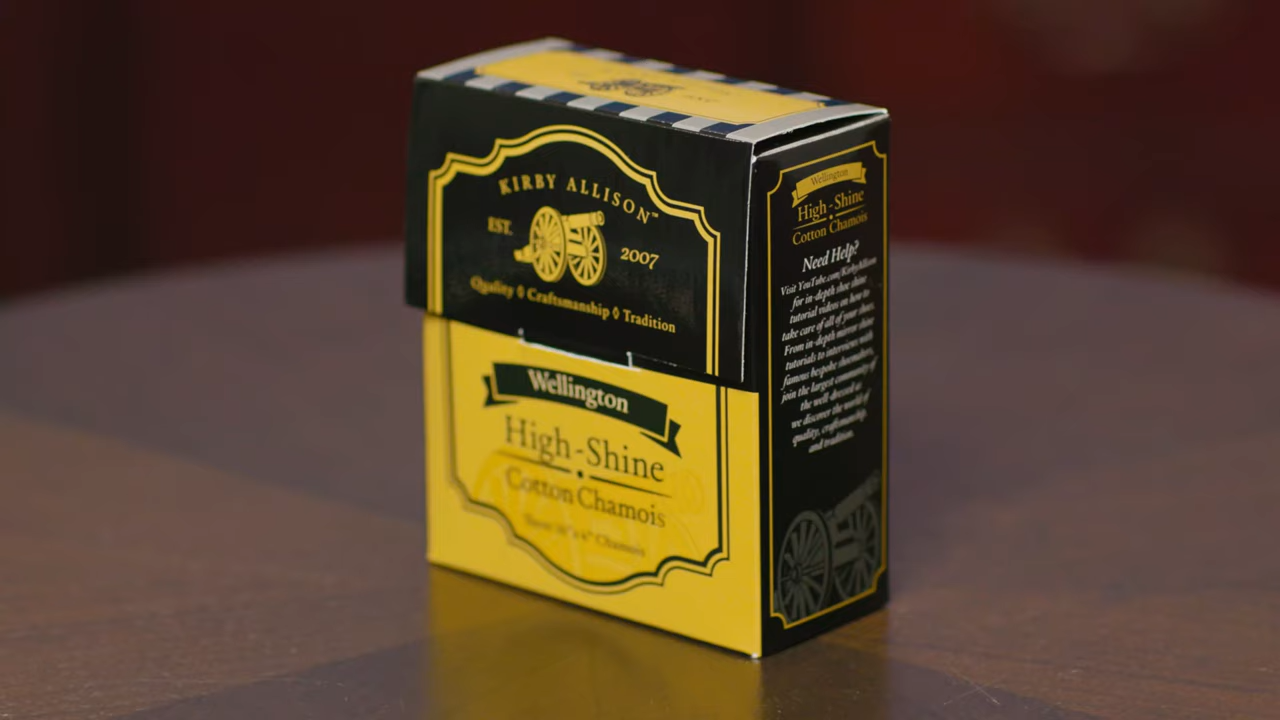 KIRBY ALLISON™
EST. 2007
Quality ◊ Craftsmanship ◊ Tradition
Wellington
High-Shine
Cotton Chamois
Chamois
Wellington
High-Shine
Cotton Chamois
Need Help?
Visit YouTube.com/KirbyAllison
for in-depth shoe shine
tutorial videos on how to
take care of all of your shoes.
From in-depth mirror shine
tutorials to interviews with
famous bespoke shoemakers,
join the largest community of
the well-dressed as
we discover the world of
quality, craftsmanship,
and tradition.